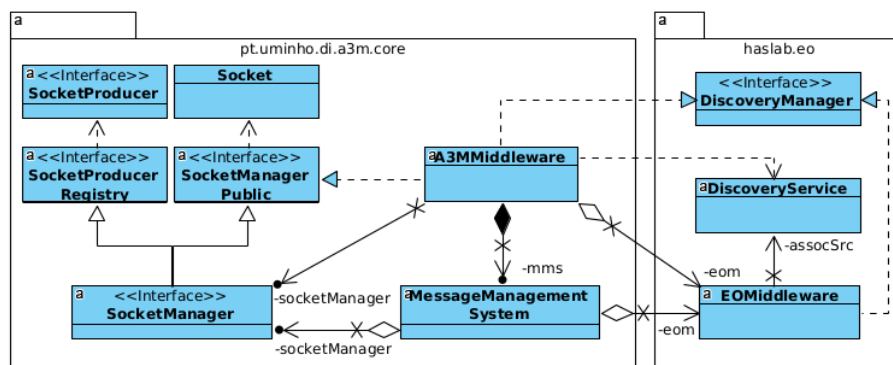 a
a
pt.uminho.di.a3m.core
haslab.eo
a
<<Interface>>
SocketProducer
a
Socket
a
<<Interface>>
DiscoveryManager
a
<<Interface>>
SocketProducer
Registry
a
<<Interface>>
SocketManager
Public
a
A3MMiddleware
a
DiscoveryService
-assocSrc
-mms
-eom
-socketManager
a
<<Interface>>
SocketManager
a
MessageManagement
System
a
EOMiddleware
-eom
-socketManager